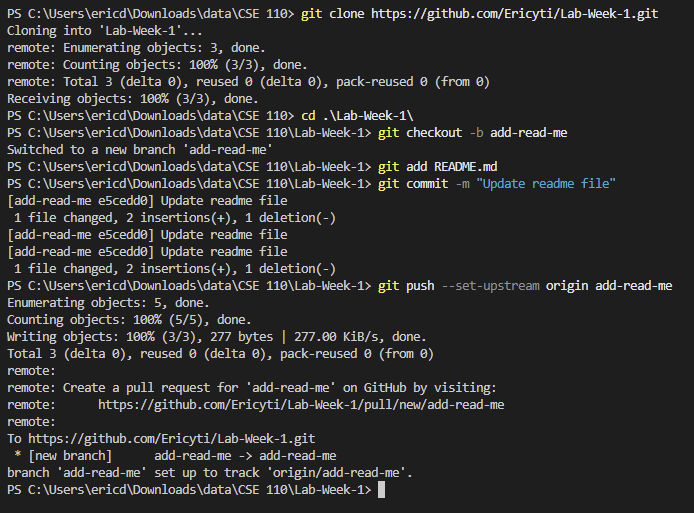 PS C:\Users\ericd\Downloads\data\CSE 110> git clone https://github.com/Ericyti/Lab-Week-1.git
Cloning into 'Lab-Week-1'...
remote: Enumerating objects: 3, done.
remote: Counting objects: 100% (3/3), done.
remote: Total 3 (delta 0), reused 0 (delta 0), pack-reused 0 (from 0)
Receiving objects: 100% (3/3), done.
PS C:\Users\ericd\Downloads\data\CSE 110> cd .\Lab-Week-1\
PS C:\Users\ericd\Downloads\data\CSE 110\Lab-Week-1> git checkout -b add-read-me
Switched to a new branch 'add-read-me'
PS C:\Users\ericd\Downloads\data\CSE 110\Lab-Week-1> git add README.md
PS C:\Users\ericd\Downloads\data\CSE 110\Lab-Week-1> git commit -m "Update readme file"
[add-read-me e5cedd0] Update readme file
 1 file changed, 2 insertions(+), 1 deletion(-)
[add-read-me e5cedd0] Update readme file
[add-read-me e5cedd0] Update readme file
 1 file changed, 2 insertions(+), 1 deletion(-)
PS C:\Users\ericd\Downloads\data\CSE 110\Lab-Week-1> git push --set-upstream origin add-read-me
Enumerating objects: 5, done.
Counting objects: 100% (5/5), done.
Writing objects: 100% (3/3), 277 bytes | 277.00 KiB/s, done.
Total 3 (delta 0), reused 0 (delta 0), pack-reused 0 (from 0)
remote:
remote: Create a pull request for 'add-read-me' on GitHub by visiting:
remote:      https://github.com/Ericyti/Lab-Week-1/pull/new/add-read-me
remote:
To https://github.com/Ericyti/Lab-Week-1.git
 * [new branch]      add-read-me -> add-read-me
branch 'add-read-me' set up to track 'origin/add-read-me'.
PS C:\Users\ericd\Downloads\data\CSE 110\Lab-Week-1>